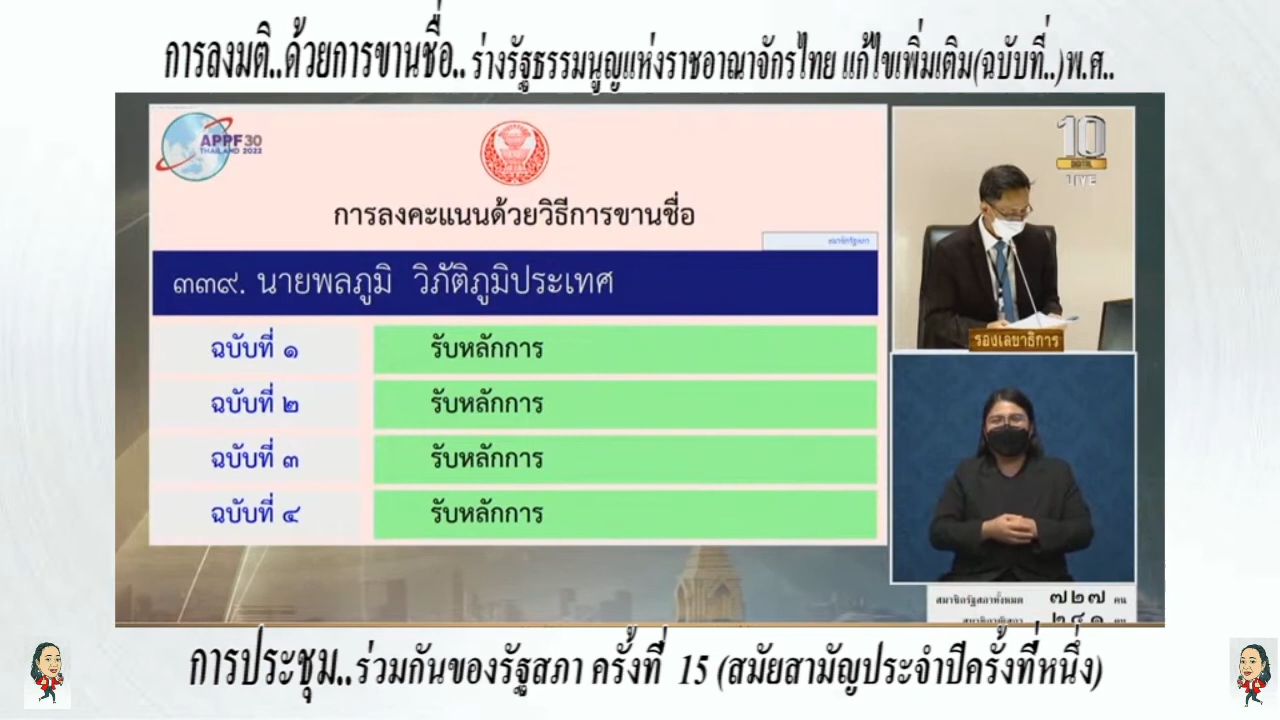 การลงมติ..ด้วยการขานชื่อ.. ร่างรัฐธรรมนูญแห่งราชอาณาจักรไทย แก้ไขเพิ่มเติม(ฉบับที่..)พ.ศ..
APPF30
THAILAND 2022
การลงคะแนนด้วยวิธีการขานชื่อ
สมาชิกรัฐสภา
๓๓๙. นายพลภูมิ วิภัติภูมิประเทศ
ฉบับที่ ๑ รับหลักการ
ฉบับที่ ๒ รับหลักการ
ฉบับที่ ๓ รับหลักการ
ฉบับที่ ๔ รับหลักการ
10
DIGITAL
LIVE
รองเลขาธิการ
สมาชิกรัฐสภาทั้งหมด ๗๒๗ คน
การประชุม..ร่วมกันของรัฐสภา ครั้งที่ 15 (สมัยสามัญประจำปีครั้งที่หนึ่ง)